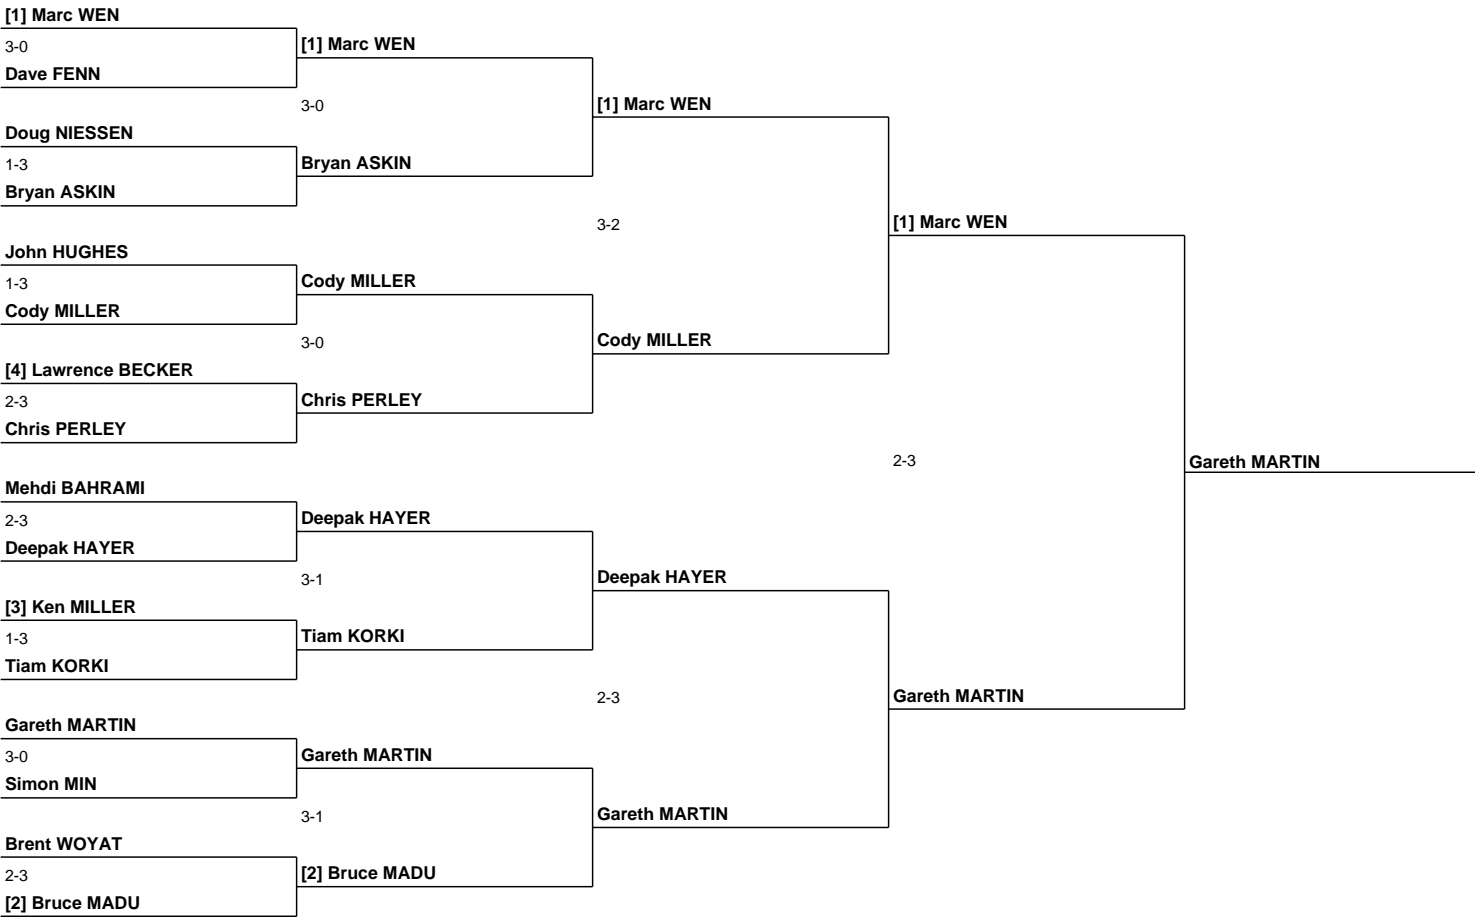 [1] Marc WEN
3-0
Dave FENN
Doug NIESSEN
1-3
Bryan ASKIN
John HUGHES
1-3
Cody MILLER
[4] Lawrence BECKER
2-3
Chris PERLEY
Mehdi BAHRAMI
2-3
Deepak HAYER
[3] Ken MILLER
1-3
Tiam KORKI
Gareth MARTIN
3-0
Simon MIN
Brent WOYAT
2-3
[2] Bruce MADU
[1] Marc WEN
3-0
Bryan ASKIN
Cody MILLER
3-0
Chris PERLEY
Deepak HAYER
3-1
Tiam KORKI
Gareth MARTIN
3-1
[2] Bruce MADU
[1] Marc WEN
3-2
Cody MILLER
Deepak HAYER
2-3
Gareth MARTIN
[1] Marc WEN
2-3
Gareth MARTIN
Gareth MARTIN